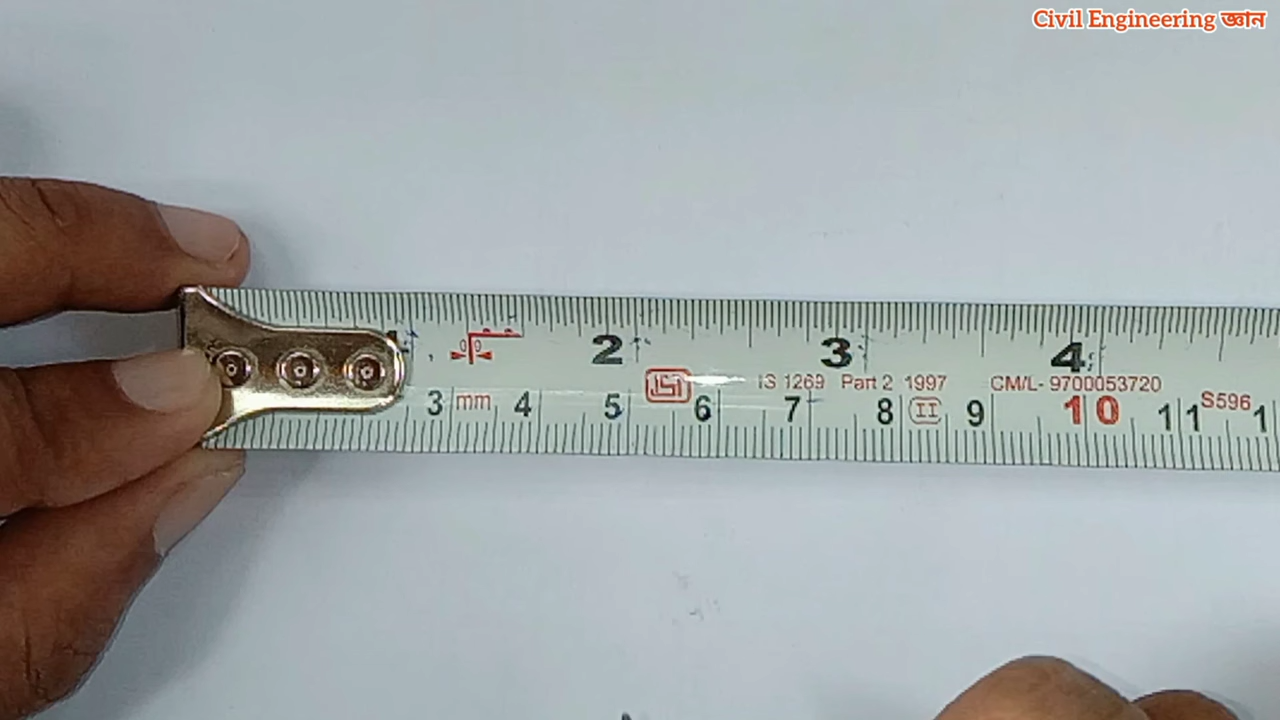 Civil Engineering জ্ঞান
2 3 4
IS 1269 Part 2 1997 CM/L- 9700053720
3 mm 4 5 6 7 8 II 9 10 11 S596 1